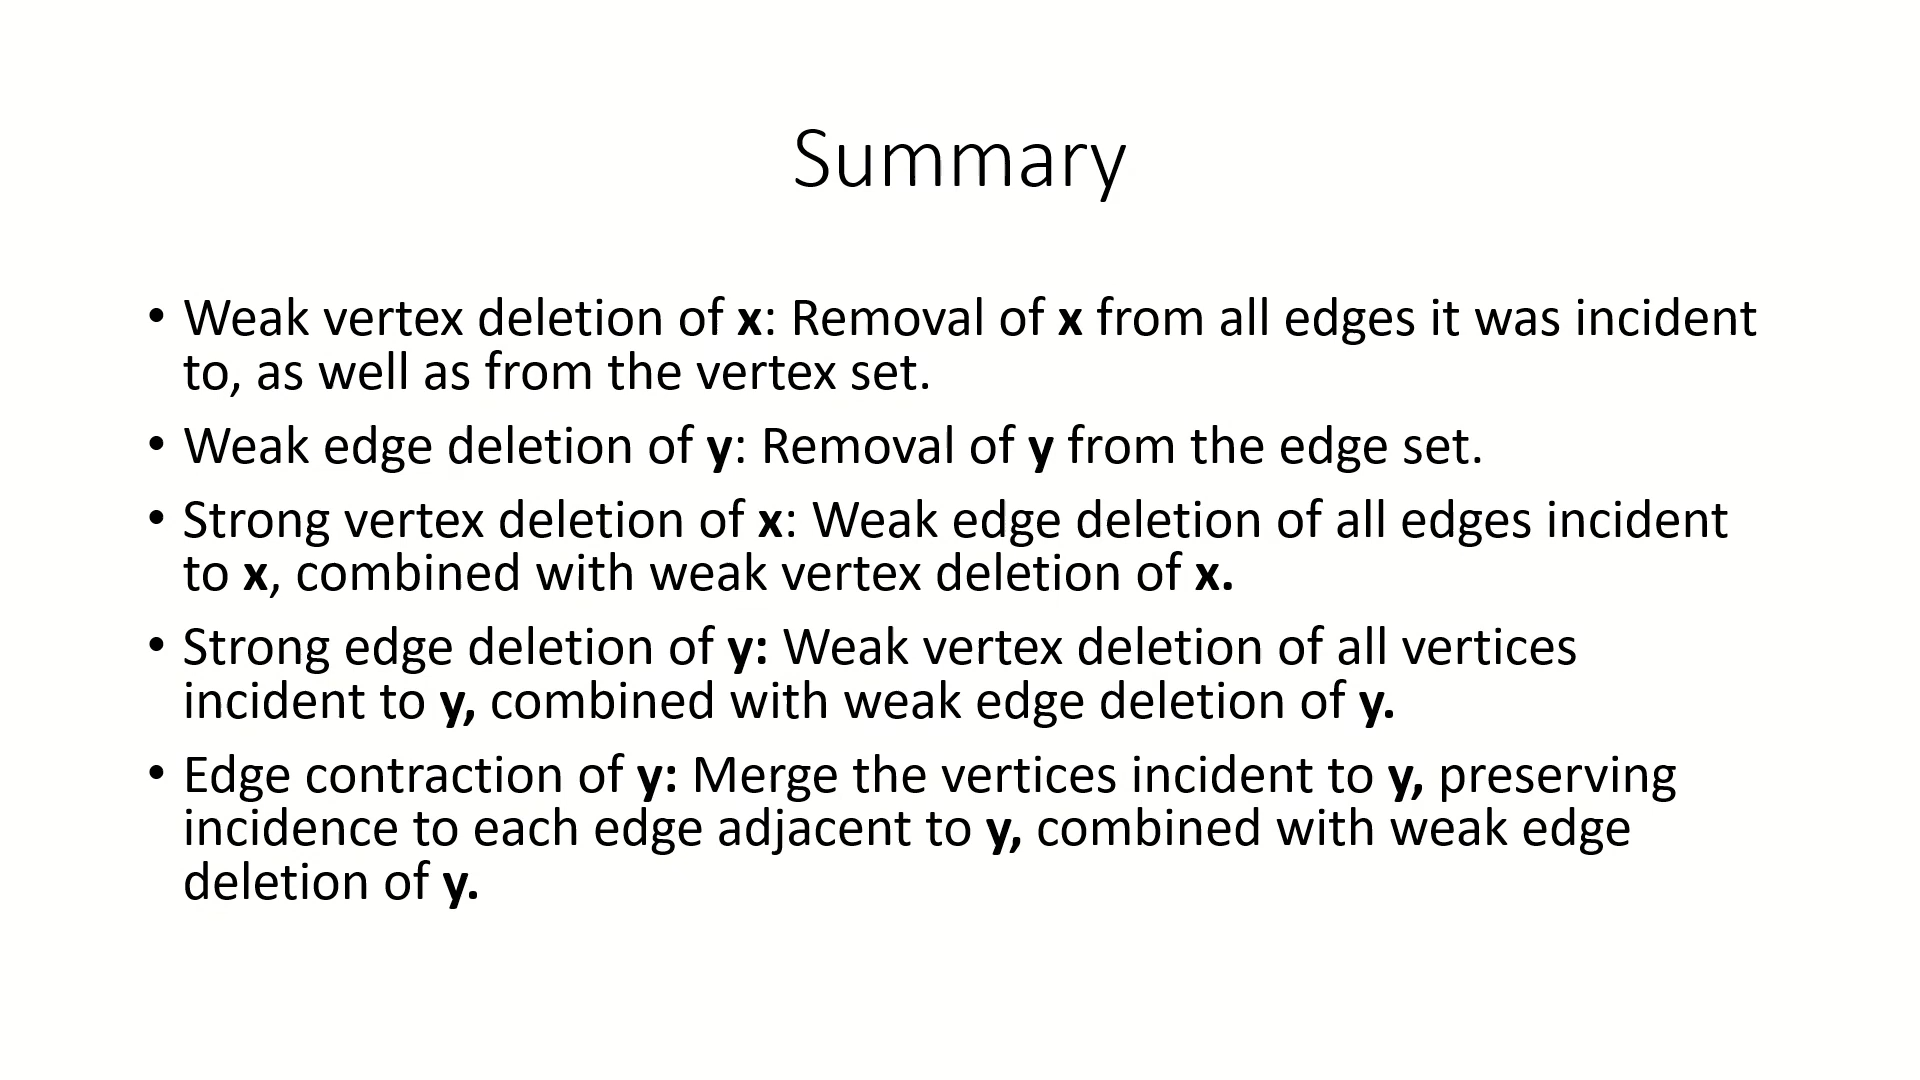 Summary
• Weak vertex deletion of x: Removal of x from all edges it was incident
to, as well as from the vertex set.
• Weak edge deletion of y: Removal of y from the edge set.
• Strong vertex deletion of x: Weak edge deletion of all edges incident
to x, combined with weak vertex deletion of x.
• Strong edge deletion of y: Weak vertex deletion of all vertices
incident to y, combined with weak edge deletion of y.
• Edge contraction of y: Merge the vertices incident to y, preserving
incidence to each edge adjacent to y, combined with weak edge
deletion of y.